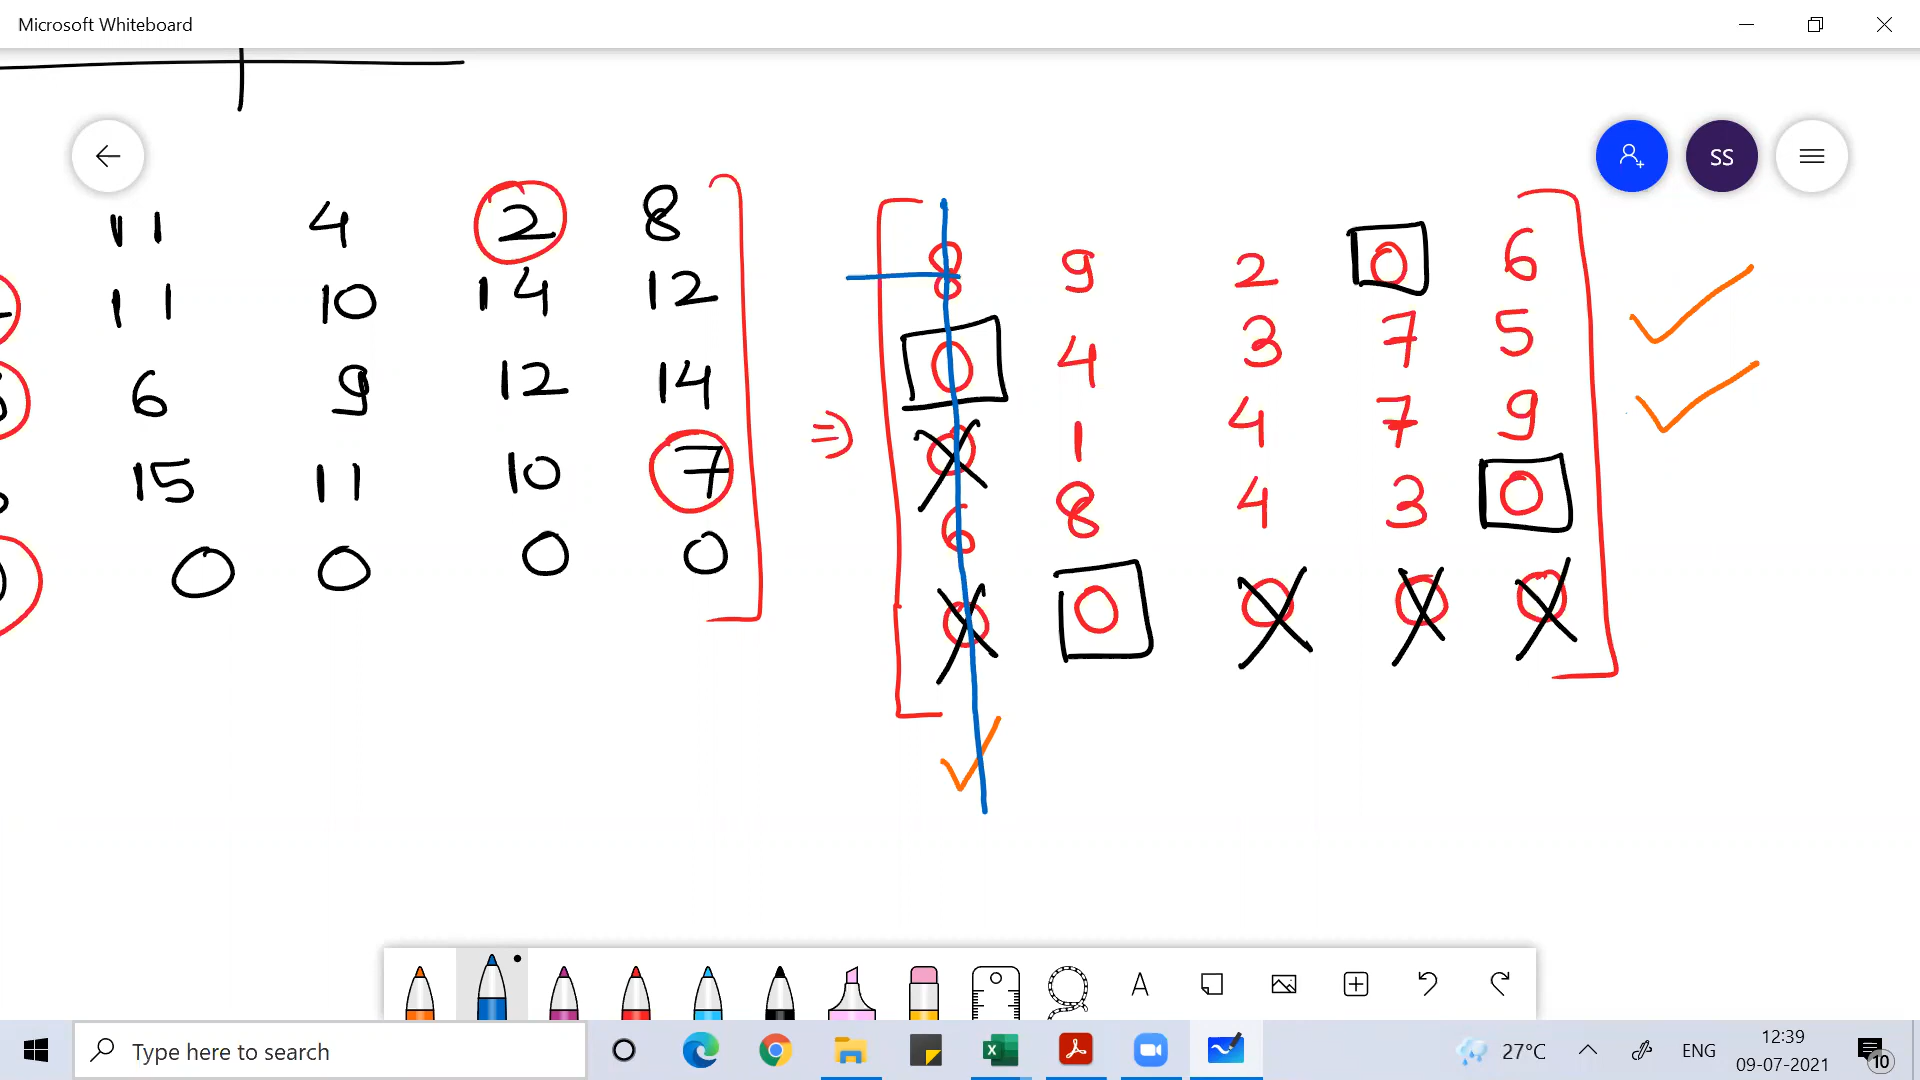 Microsoft Whiteboard
SS
11 4 2 8
11 10 14 12
6 9 12 14
15 11 10 7
0 0 0 0
⇒
8 9 2 0 6
0 4 3 7 5
0 1 4 7 9
6 8 4 3 0
0 0 0 0 0
A
Type here to search
27°C
ENG
12:39
09-07-2021
10